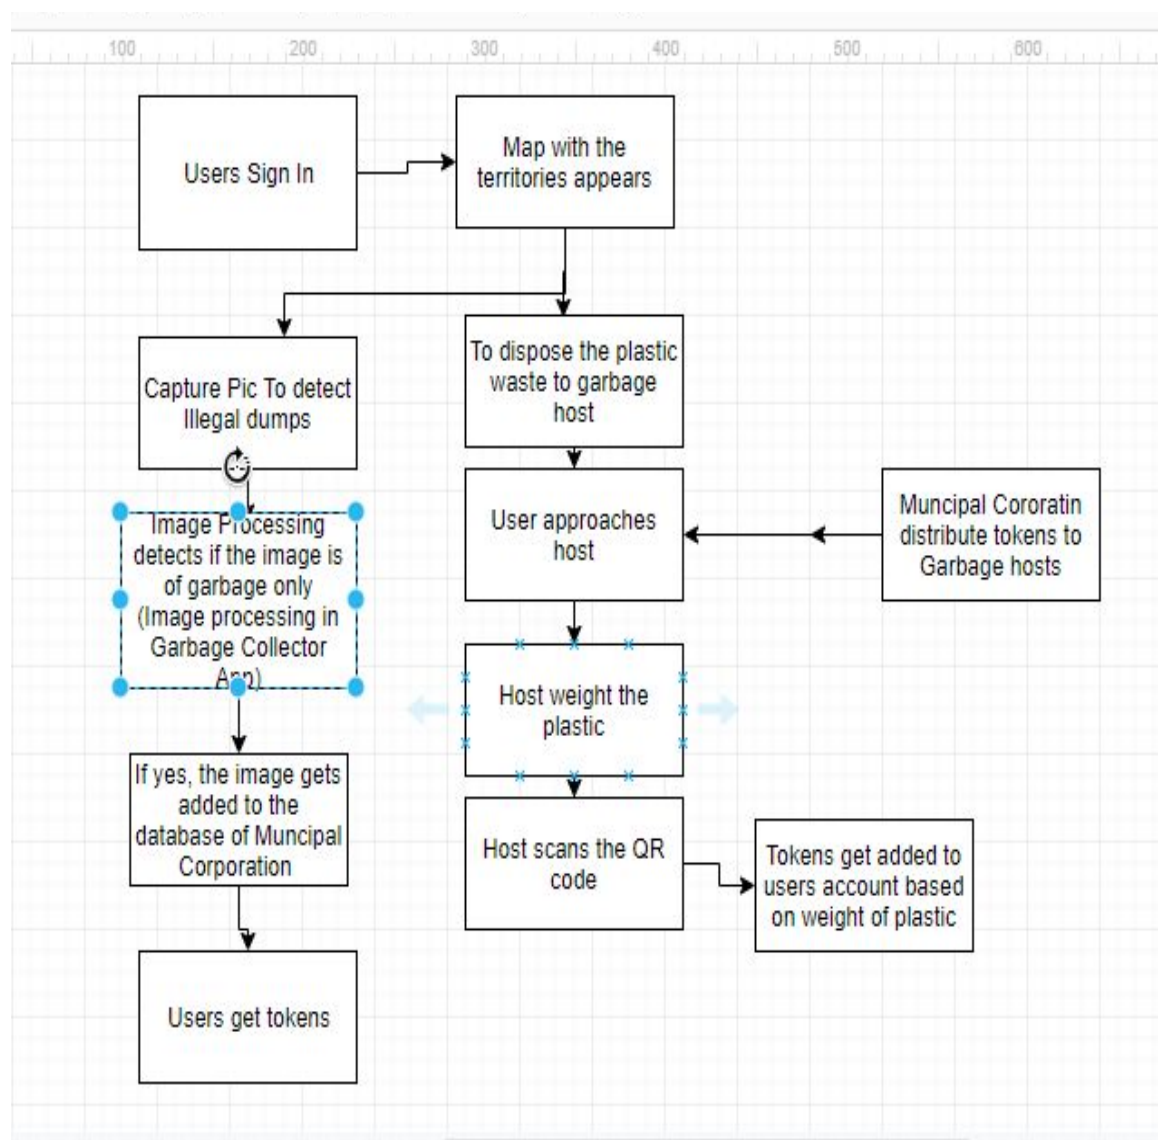 100 200 300 400 500 600
Users Sign In
Map with the
territories appears
Capture Pic To detect
Illegal dumps
To dispose the plastic
waste to garbage
host
Image Processing
detects if the image is
of garbage only
(Image processing in
Garbage Collector
App)
User approaches
host
Muncipal Cororatin
distribute tokens to
Garbage hosts
Host weight the
plastic
If yes, the image gets
added to the
database of Muncipal
Corporation
Host scans the QR
code
Tokens get added to
users account based
on weight of plastic
Users get tokens